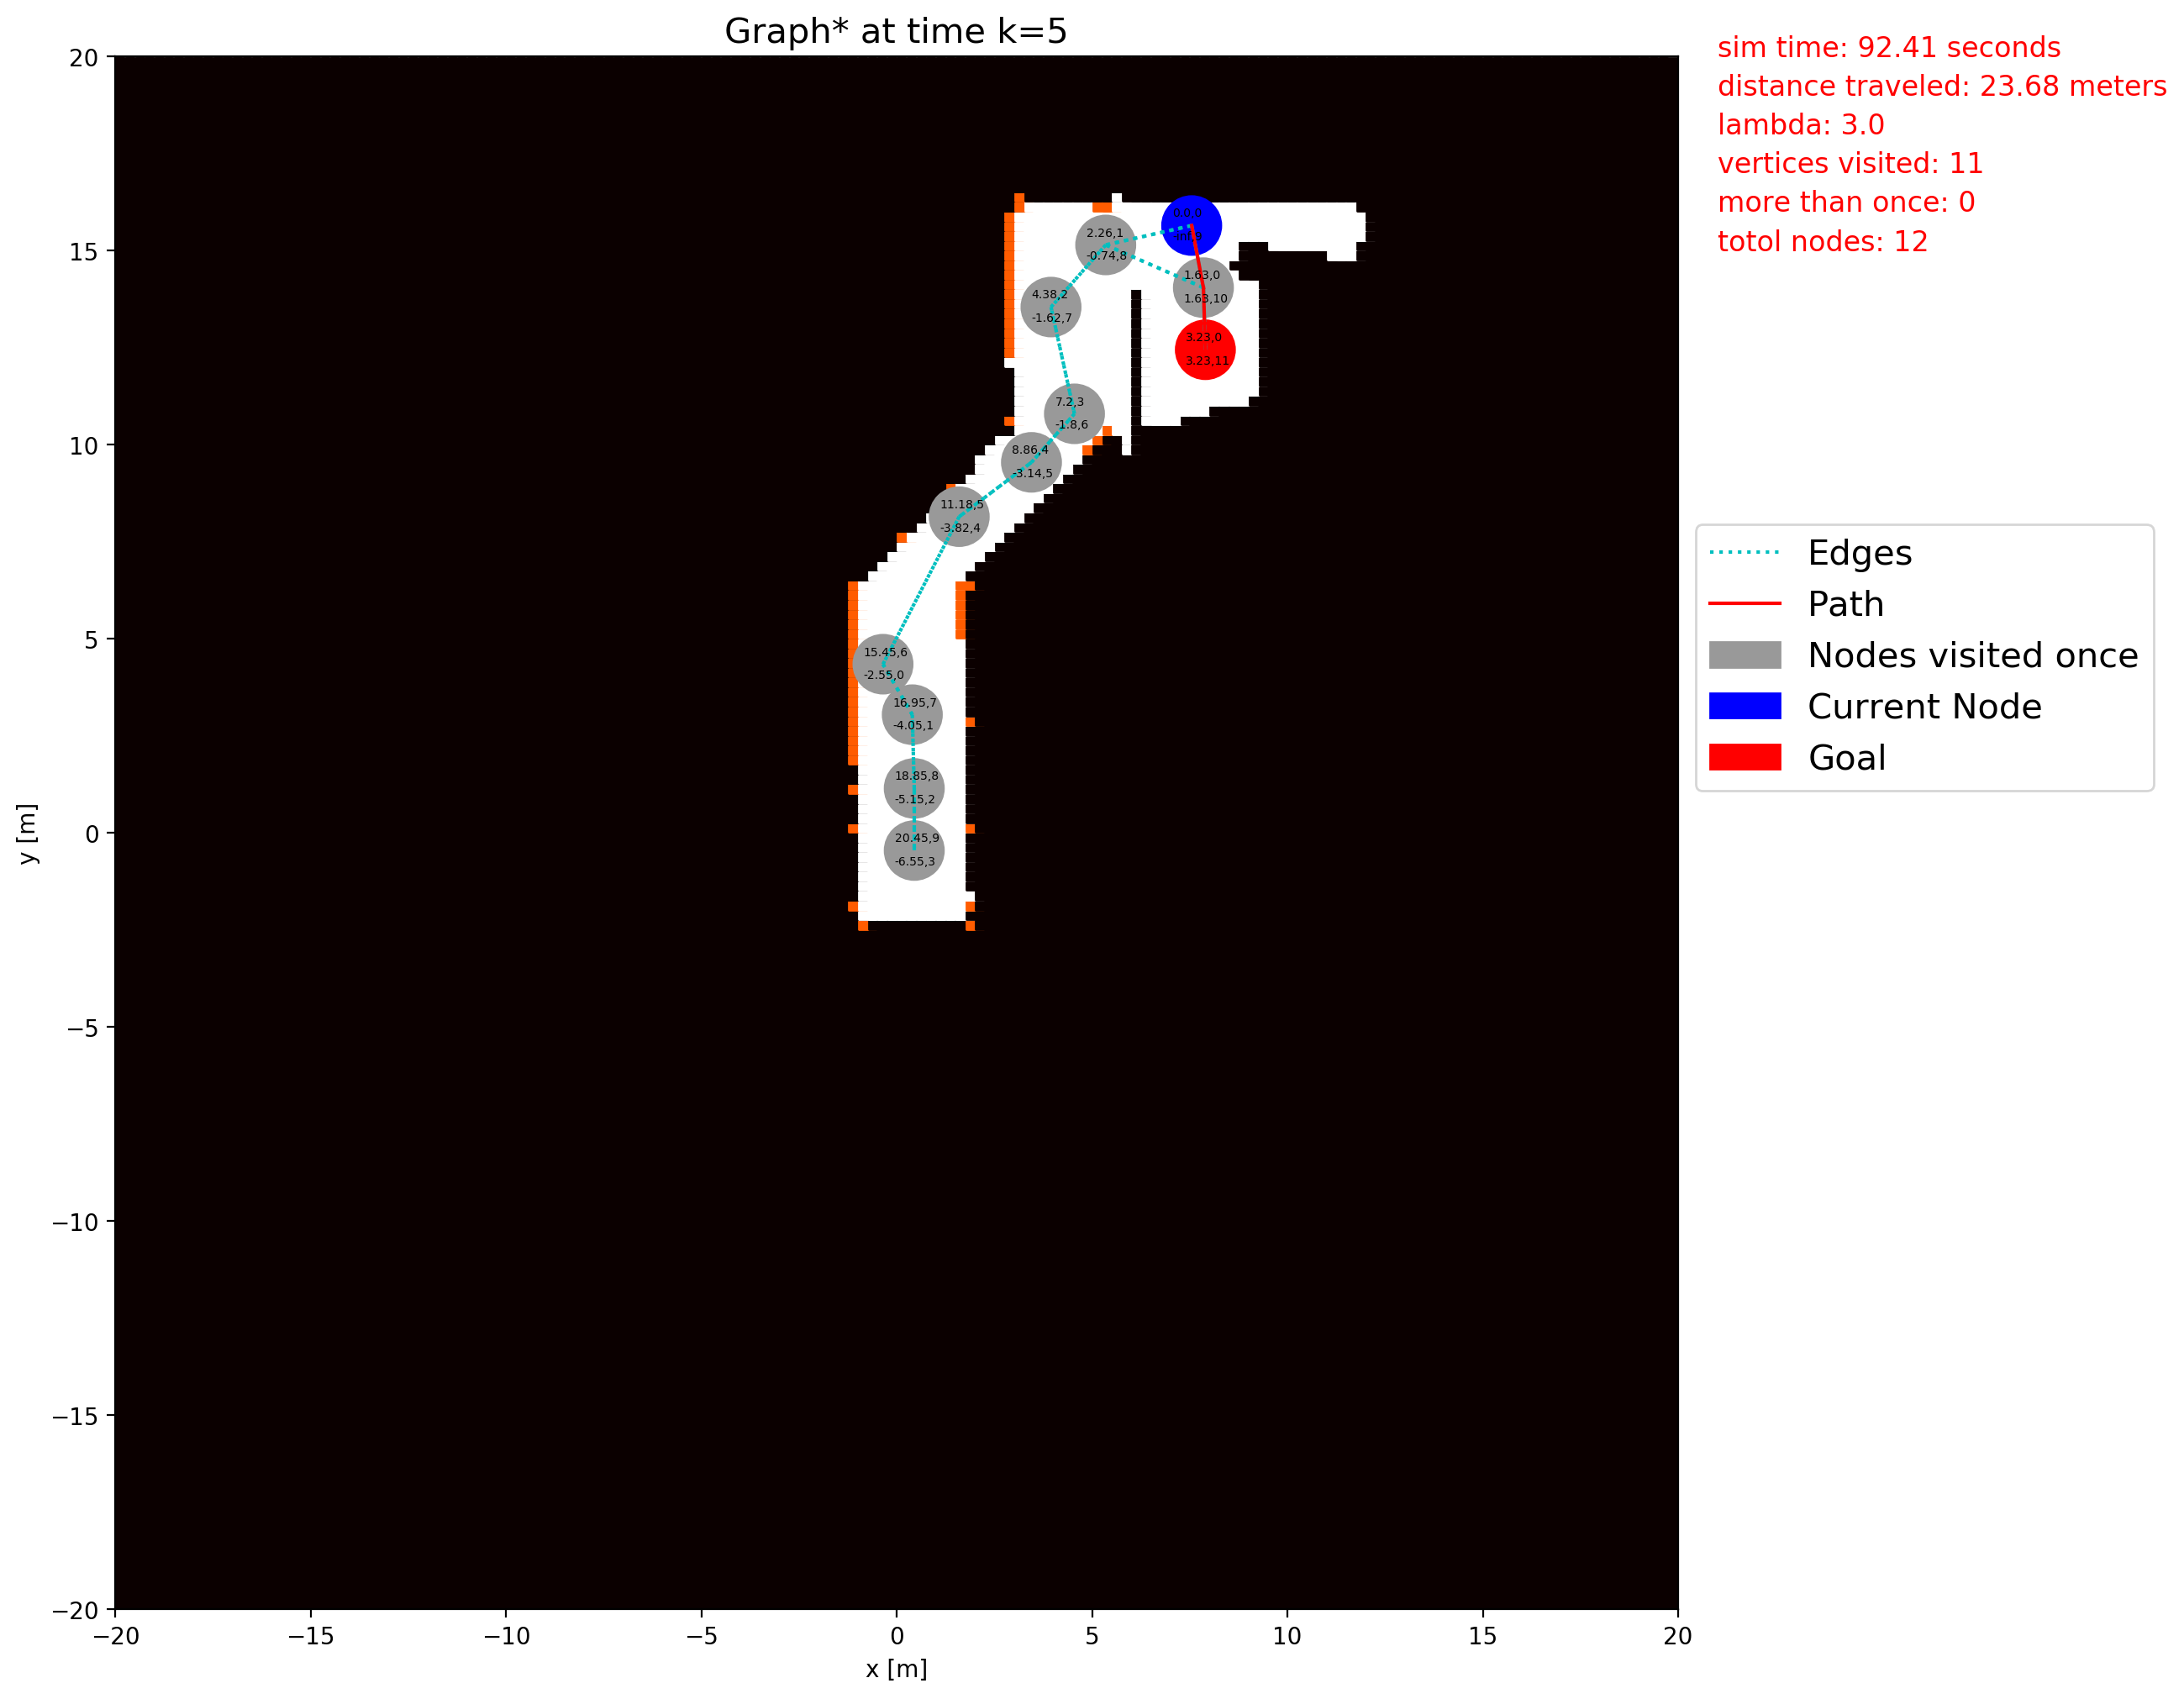 Graph* at time k=5
sim time: 92.41 seconds
distance traveled: 23.68 meters
lambda: 3.0
vertices visited: 11
more than once: 0
totol nodes: 12
20
15
10
5
0
−5
−10
−15
−20
y [m]
0.0,0
-inf,9
2.26,1
-0.74,8
1.63,0
1.63,10
4.38,2
-1.62,7
3.23,0
3.23,11
7.2,3
-1.8,6
8.86,4
-3.14,5
11.18,5
-3.82,4
15.45,6
-2.55,0
16.95,7
-4.05,1
18.85,8
-5.15,2
20.45,9
-6.55,3
Edges
Path
Nodes visited once
Current Node
Goal
−20 −15 −10 −5 0 5 10 15 20
x [m]